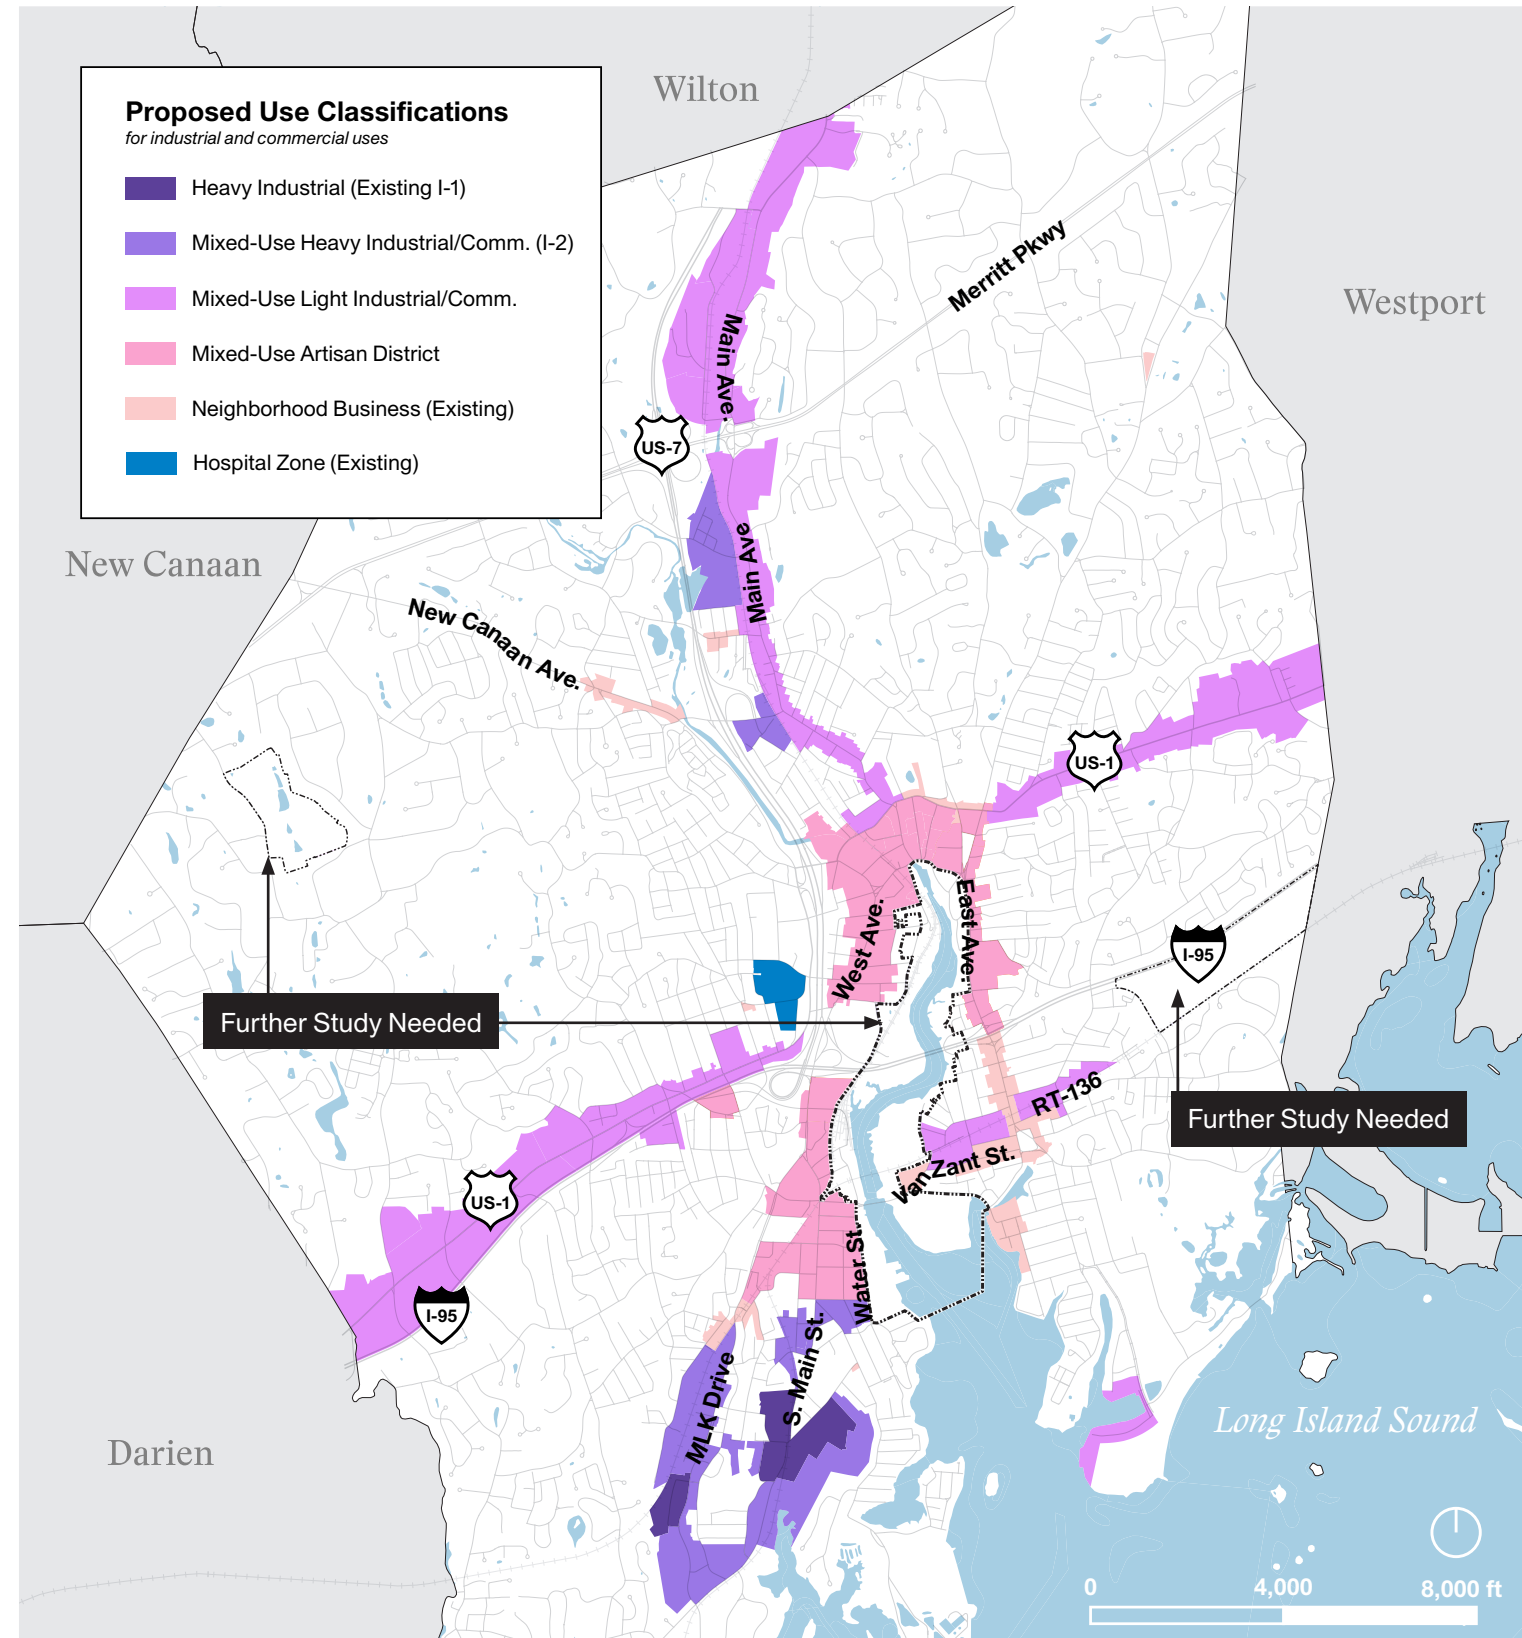 Wilton
Proposed Use Classifications
for industrial and commercial uses
Heavy Industrial (Existing I-1)
Mixed-Use Heavy Industrial/Comm. (I-2)
Mixed-Use Light Industrial/Comm.
Mixed-Use Artisan District
Neighborhood Business (Existing)
Hospital Zone (Existing)
Merritt Pkwy
Westport
Main Ave.
US-7
New Canaan
Main Ave
New Canaan Ave.
US-1
East Ave.
West Ave.
I-95
Further Study Needed
RT-136
Further Study Needed
Van Zant St.
US-1
Water St.
I-95
S. Main St.
MLK Drive
Long Island Sound
Darien
0 4,000 8,000 ft